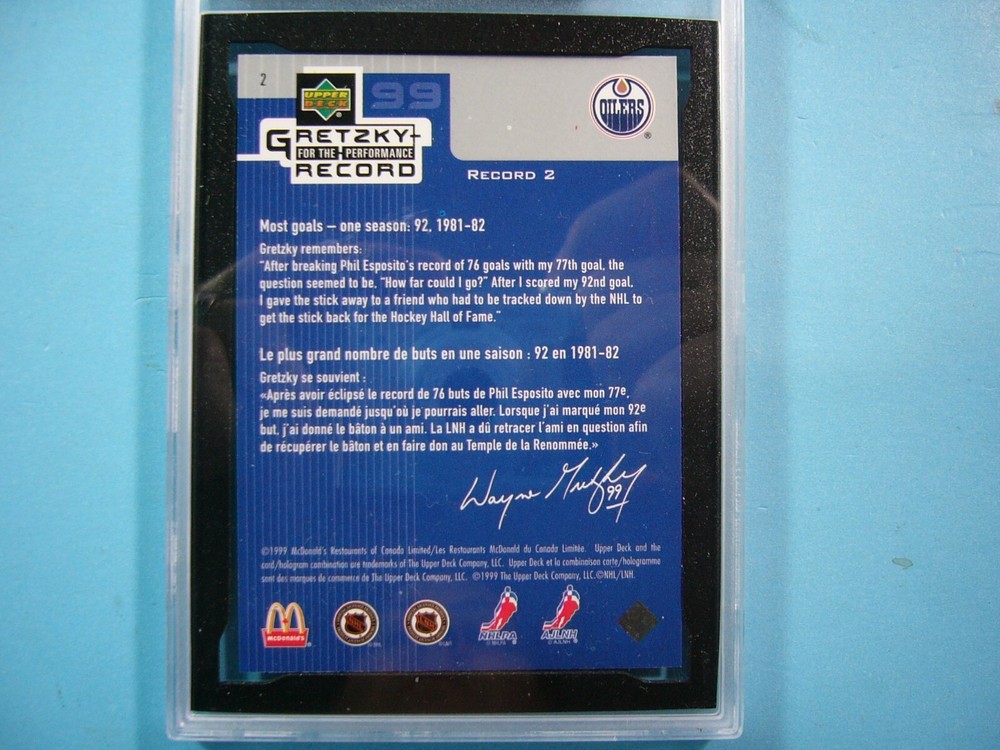 2
UPPER
DECK
99
GRETZKY
FOR THE PERFORMANCE
RECORD
OILERS
RECORD 2
Most goals – one season: 92, 1981-82
Gretzky remembers:
"After breaking Phil Esposito's record of 76 goals with my 77th goal, the
question seemed to be, "How far could I go?" After I scored my 92nd goal,
I gave the stick away to a friend who had to be tracked down by the NHL to
get the stick back for the Hockey Hall of Fame."
Le plus grand nombre de buts en une saison : 92 en 1981-82
Gretzky se souvient :
«Après avoir éclipsé le record de 76 buts de Phil Esposito avec mon 77e,
je me suis demandé jusqu'où je pourrais aller. Lorsque j'ai marqué mon 92e
but, j'ai donné le bâton à un ami. La LNH a dû retracer l'ami en question afin
de récupérer le bâton et en faire don au Temple de la Renommée.»
Wayne Gretzky
99
©1999 McDonald's Restaurants of Canada Limited/Les Restaurants McDonald du Canada Limitée. Upper Deck and the
card/hologram combination are trademarks of The Upper Deck Company, LLC. Upper Deck et la combinaison carte/hologramme
sont des marques de commerce de The Upper Deck Company, LLC. ©1999 The Upper Deck Company, LLC. ©NHL/LNH.
McDonald's
NHL
LNH
NHLPA
AJLNH